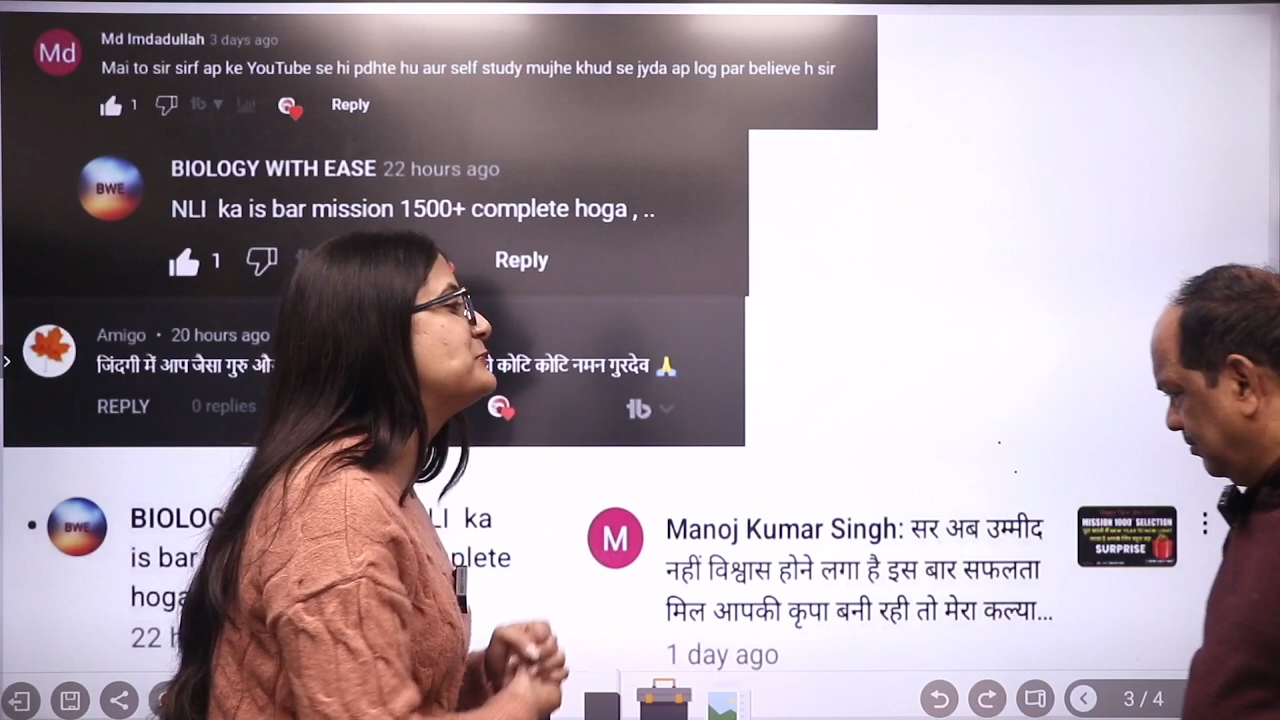 Md
Md Imdadullah 3 days ago
Mai to sir sirf ap ke YouTube se hi pdhte hu aur self study mujhe khud se jyda ap log par believe h sir
1
Reply
BWE
BIOLOGY WITH EASE 22 hours ago
NLI ka is bar mission 1500+ complete hoga , ..
1
Reply
Amigo • 20 hours ago
जिंदगी में आप जैसा गुरु कोटि कोटि नमन गुरदेव 🙏
REPLY 0 replies
BWE
ka
is bar
22
M
Manoj Kumar Singh: सर अब उम्मीद
नहीं विश्वास होने लगा है इस बार सफलता
मिल आपकी कृपा बनी रही तो मेरा कल्या...
1 day ago
MISSION 1000+ SELECTION
SURPRISE
3 / 4